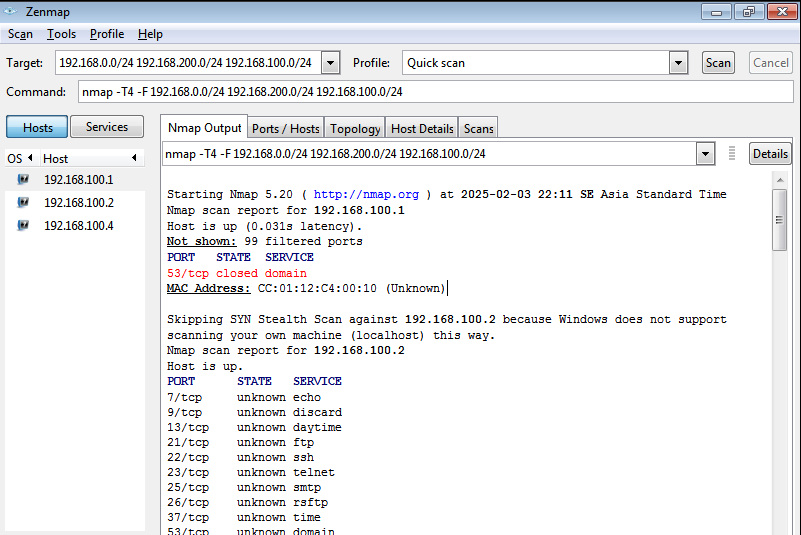 Zenmap
Scan Tools Profile Help
Target: 192.168.0.0/24 192.168.200.0/24 192.168.100.0/24 Profile: Quick scan Scan Cancel
Command: nmap -T4 -F 192.168.0.0/24 192.168.200.0/24 192.168.100.0/24
Hosts Services
OS Host
192.168.100.1
192.168.100.2
192.168.100.4
Nmap Output Ports / Hosts Topology Host Details Scans
nmap -T4 -F 192.168.0.0/24 192.168.200.0/24 192.168.100.0/24 Details
Starting Nmap 5.20 ( http://nmap.org ) at 2025-02-03 22:11 SE Asia Standard Time
Nmap scan report for 192.168.100.1
Host is up (0.031s latency).
Not shown: 99 filtered ports
PORT STATE SERVICE
53/tcp closed domain
MAC Address: CC:01:12:C4:00:10 (Unknown)
Skipping SYN Stealth Scan against 192.168.100.2 because Windows does not support
scanning your own machine (localhost) this way.
Nmap scan report for 192.168.100.2
Host is up.
PORT STATE SERVICE
7/tcp unknown echo
9/tcp unknown discard
13/tcp unknown daytime
21/tcp unknown ftp
22/tcp unknown ssh
23/tcp unknown telnet
25/tcp unknown smtp
26/tcp unknown rsftp
37/tcp unknown time
53/tcp unknown domain